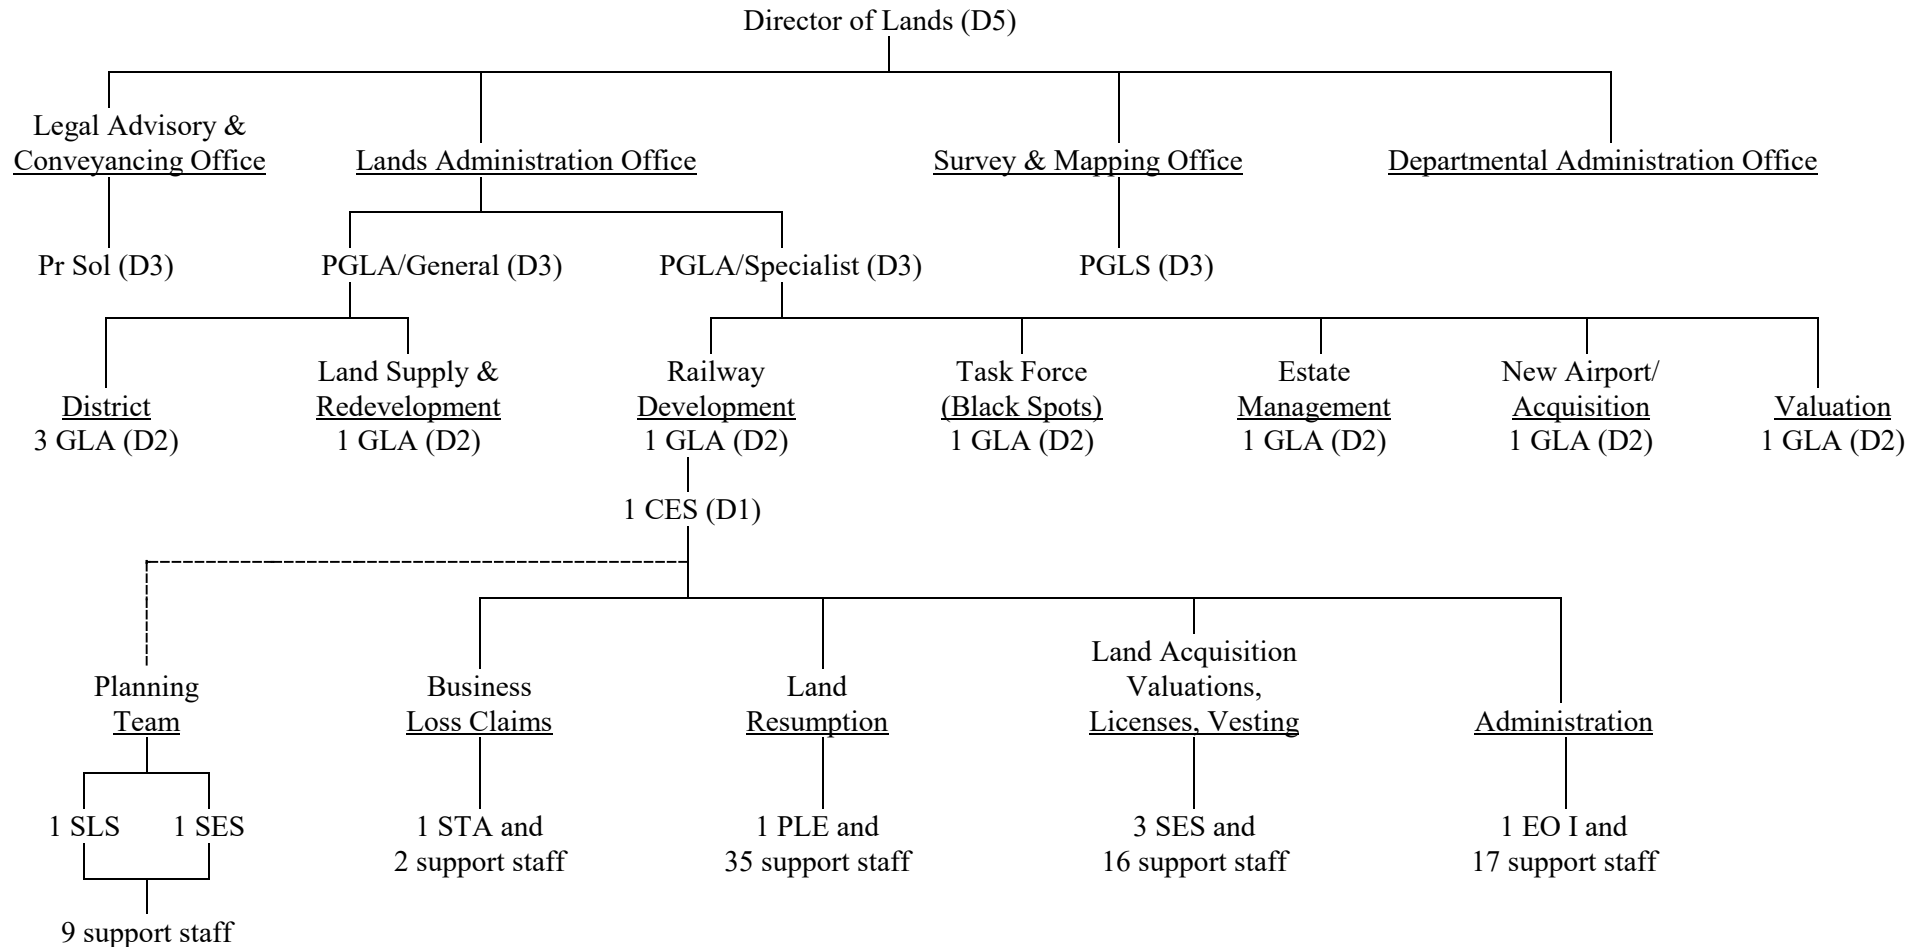 Director of Lands (D5)
Legal Advisory &
Conveyancing Office
Lands Administration Office
Survey & Mapping Office
Departmental Administration Office
Pr Sol (D3)
PGLA/General (D3)
PGLA/Specialist (D3)
PGLS (D3)
District
3 GLA (D2)
Land Supply &
Redevelopment
1 GLA (D2)
Railway
Development
1 GLA (D2)
Task Force
(Black Spots)
1 GLA (D2)
Estate
Management
1 GLA (D2)
New Airport/
Acquisition
1 GLA (D2)
Valuation
1 GLA (D2)
1 CES (D1)
Planning
Team
1 SLS
1 SES
9 support staff
Business
Loss Claims
1 STA and
2 support staff
Land
Resumption
1 PLE and
35 support staff
Land Acquisition
Valuations,
Licenses, Vesting
3 SES and
16 support staff
Administration
1 EO I and
17 support staff